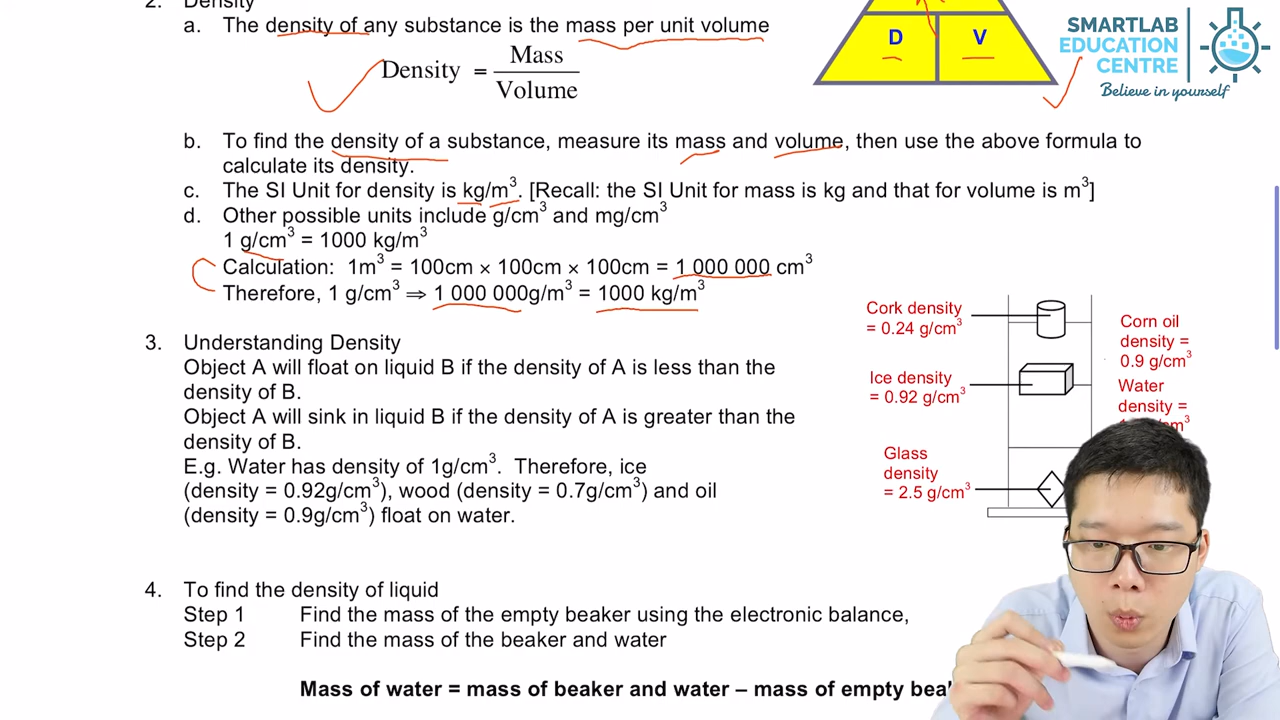 2. Density
a. The density of any substance is the mass per unit volume
Density = Mass / Volume
D V
SMARTLAB
EDUCATION
CENTRE
Believe in yourself
b. To find the density of a substance, measure its mass and volume, then use the above formula to
calculate its density.
c. The SI Unit for density is kg/m³. [Recall: the SI Unit for mass is kg and that for volume is m³]
d. Other possible units include g/cm³ and mg/cm³
1 g/cm³ = 1000 kg/m³
Calculation: 1m³ = 100cm × 100cm × 100cm = 1 000 000 cm³
Therefore, 1 g/cm³ ⇒ 1 000 000g/m³ = 1000 kg/m³
3. Understanding Density
Object A will float on liquid B if the density of A is less than the
density of B.
Object A will sink in liquid B if the density of A is greater than the
density of B.
E.g. Water has density of 1g/cm³. Therefore, ice
(density = 0.92g/cm³), wood (density = 0.7g/cm³) and oil
(density = 0.9g/cm³) float on water.
Cork density
= 0.24 g/cm³
Ice density
= 0.92 g/cm³
Glass
density
= 2.5 g/cm³
Corn oil
density =
0.9 g/cm³
Water
density =
4. To find the density of liquid
Step 1 Find the mass of the empty beaker using the electronic balance,
Step 2 Find the mass of the beaker and water
Mass of water = mass of beaker and water – mass of empty